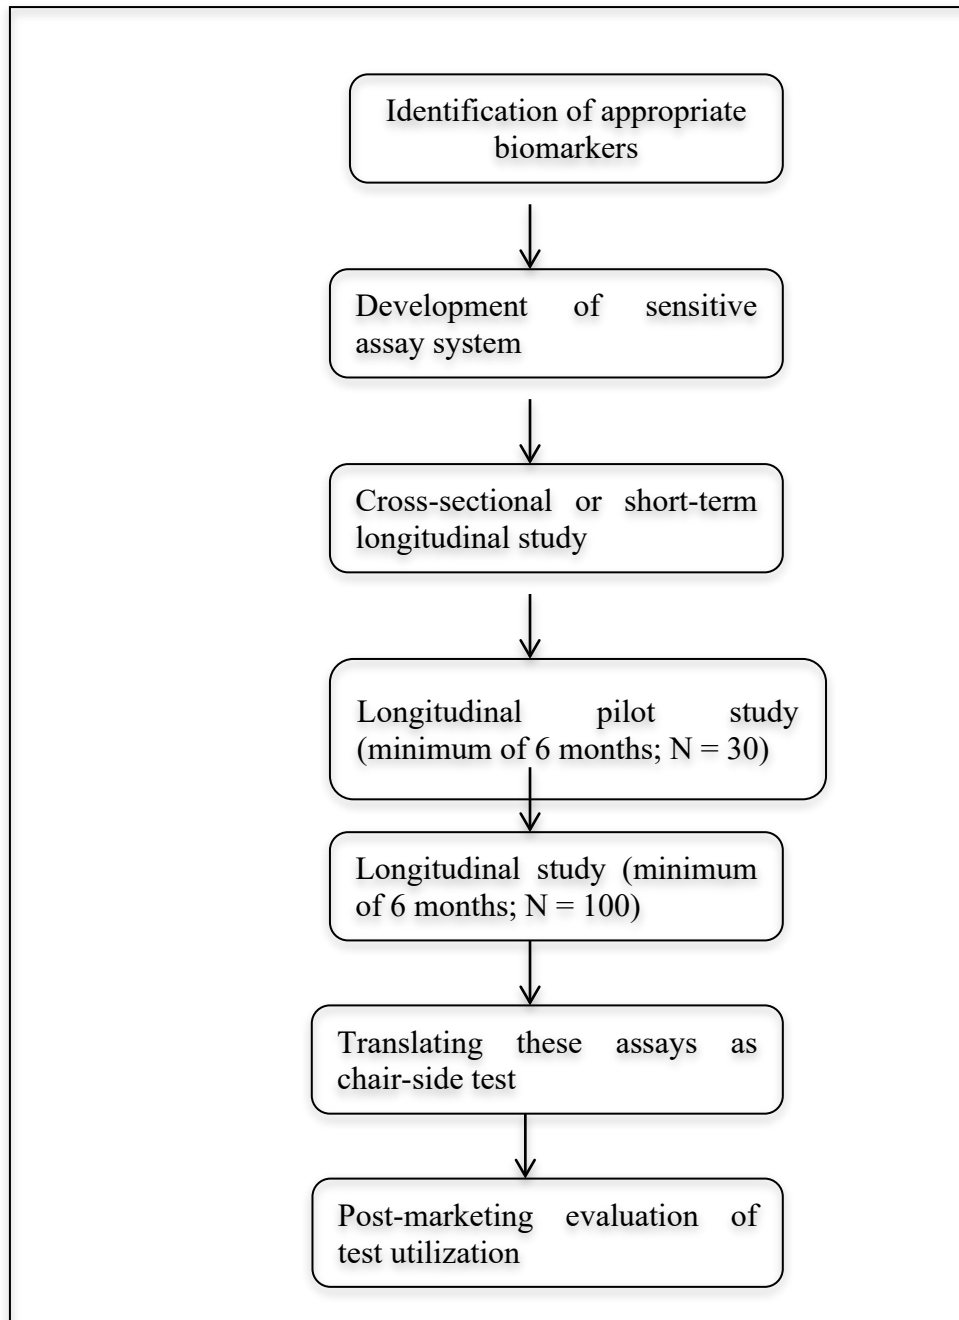 Identification of appropriate
biomarkers
Development of sensitive
assay system
Cross-sectional or short-term
longitudinal study
Longitudinal pilot study
(minimum of 6 months; N = 30)
Longitudinal study (minimum
of 6 months; N = 100)
Translating these assays as
chair-side test
Post-marketing evaluation of
test utilization